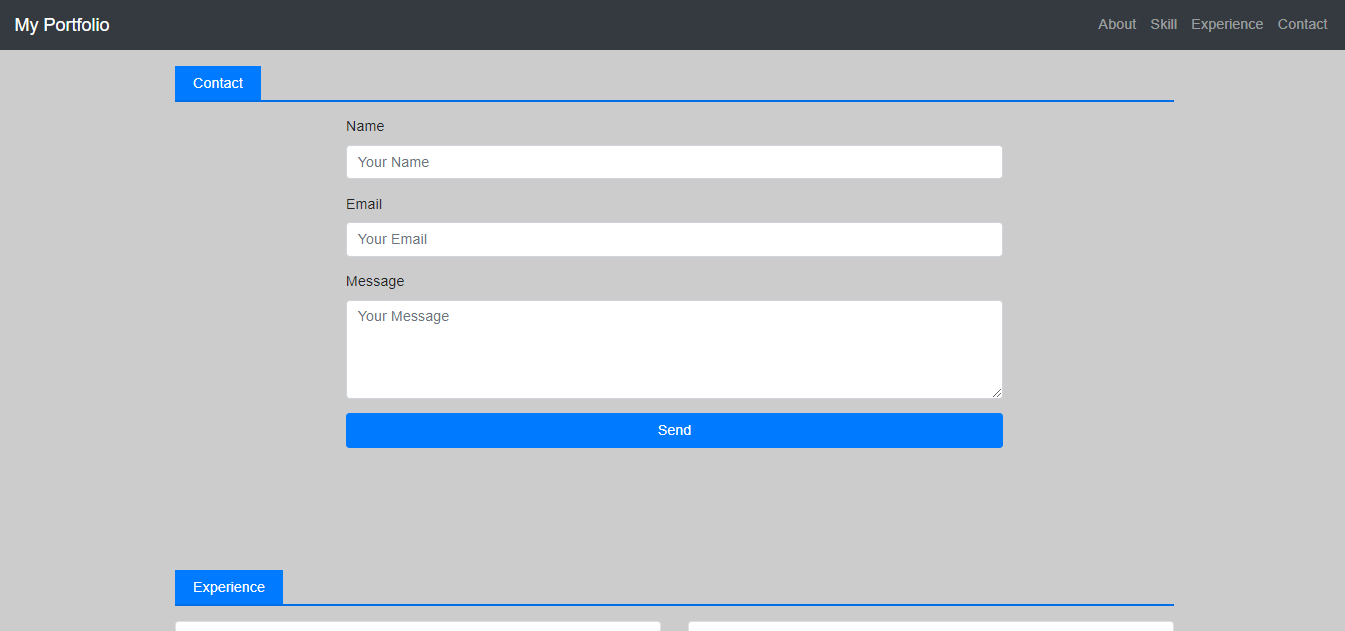 My Portfolio About Skill Experience Contact
Contact
Name
Your Name
Email
Your Email
Message
Your Message
Send
Experience